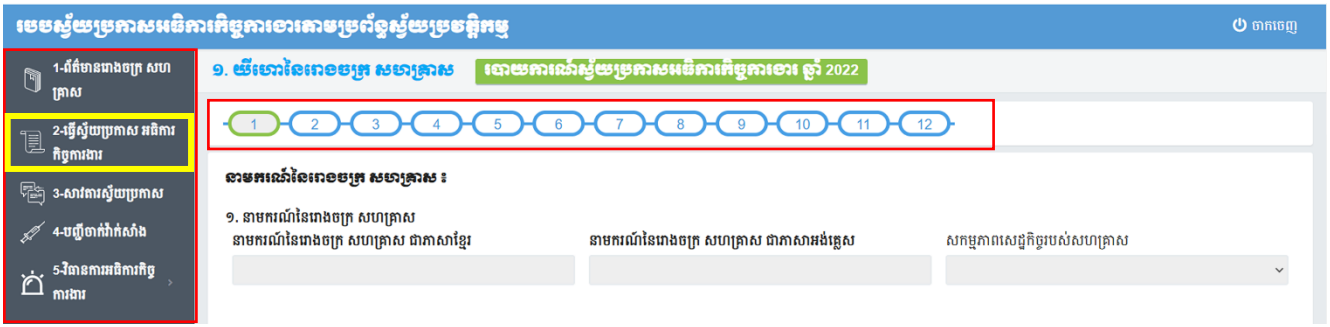 បែបស្វ័យប្រកាសអធិការកិច្ចការងារតាមប្រព័ន្ធស្វ័យប្រវត្តិកម្ម
ចាកចេញ
1-ព័ត៌មានរោងចក្រ សហ
គ្រាស
2-ធ្វើស្វ័យប្រកាស អធិការ
កិច្ចការងារ
3-សាវតារស្វ័យប្រកាស
4-បញ្ជីចាក់វ៉ាក់សាំង
5-វិធានការអធិការកិច្ច
ការងារ
១. យីហោនៃរោងចក្រ សហគ្រាស
របាយការណ៍ស្វ័យប្រកាសអធិការកិច្ចការងារ ឆ្នាំ 2022
1 2 3 4 5 6 7 8 9 10 11 12
នាមករណ៍នៃរោងចក្រ សហគ្រាស ៖
១. នាមករណ៍នៃរោងចក្រ សហគ្រាស
នាមករណ៍នៃរោងចក្រ សហគ្រាស ជាភាសាខ្មែរ
នាមករណ៍នៃរោងចក្រ សហគ្រាស ជាភាសាអង់គ្លេស
សកម្មភាពសេដ្ឋកិច្ចរបស់សហគ្រាស